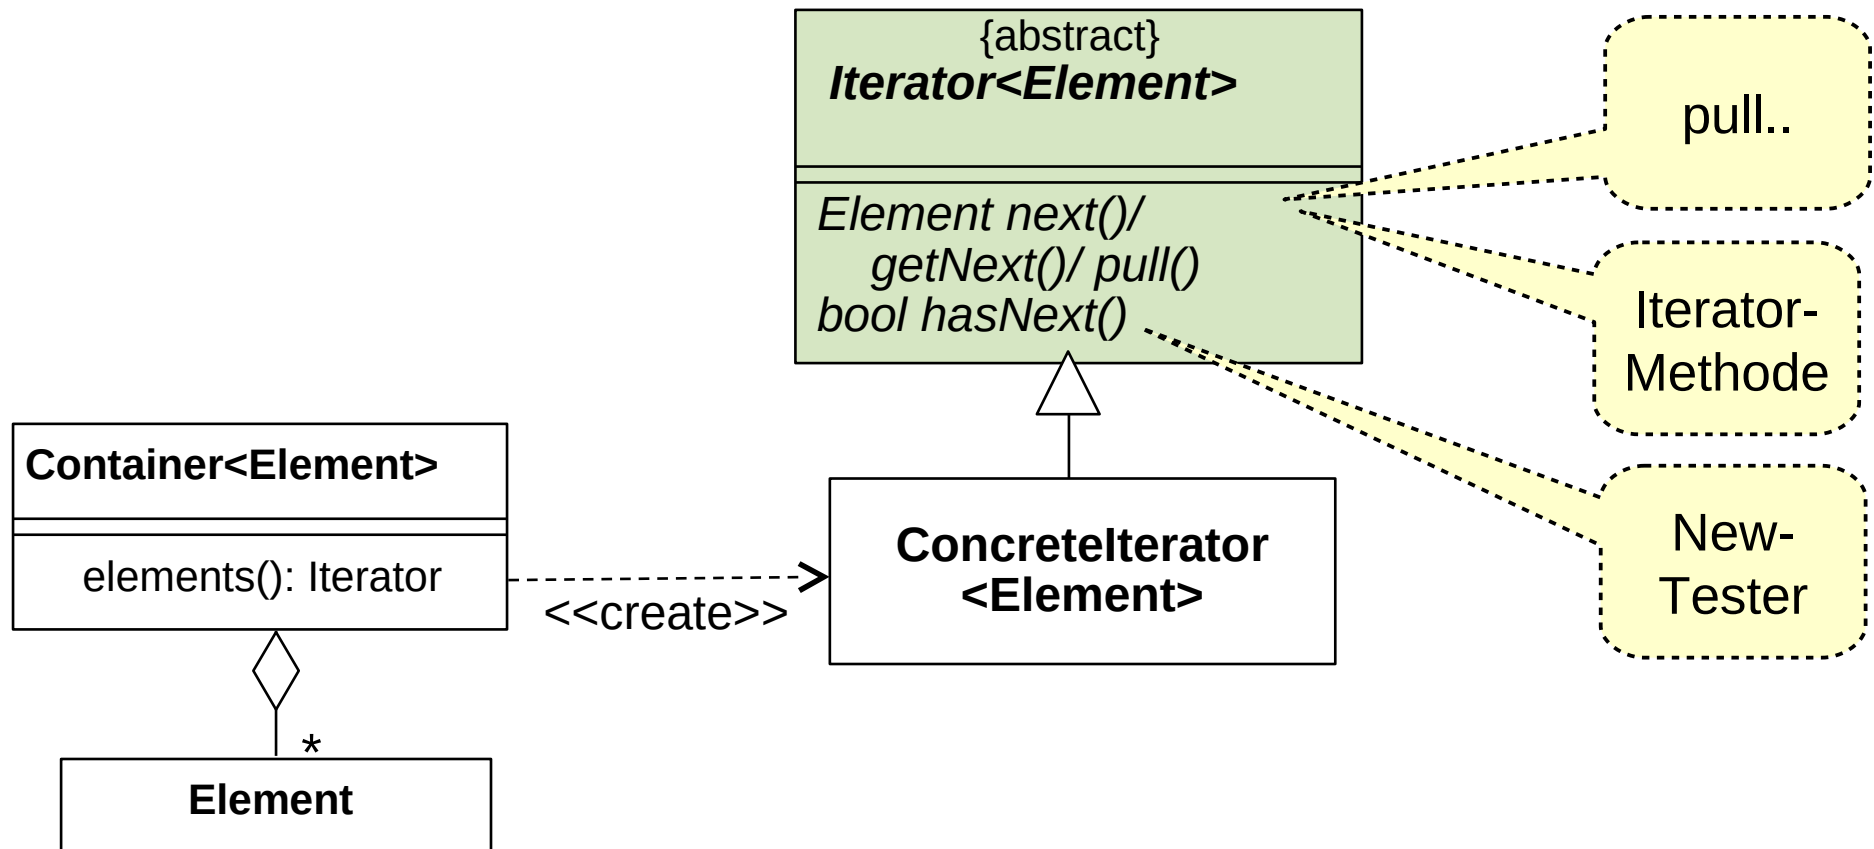 {abstract}
Iterator<Element>
Element next()/
getNext()/ pull()
bool hasNext()
pull..
Iterator-
Methode
New-
Tester
Container<Element>
elements(): Iterator
<<create>>
ConcreteIterator
<Element>
*
Element